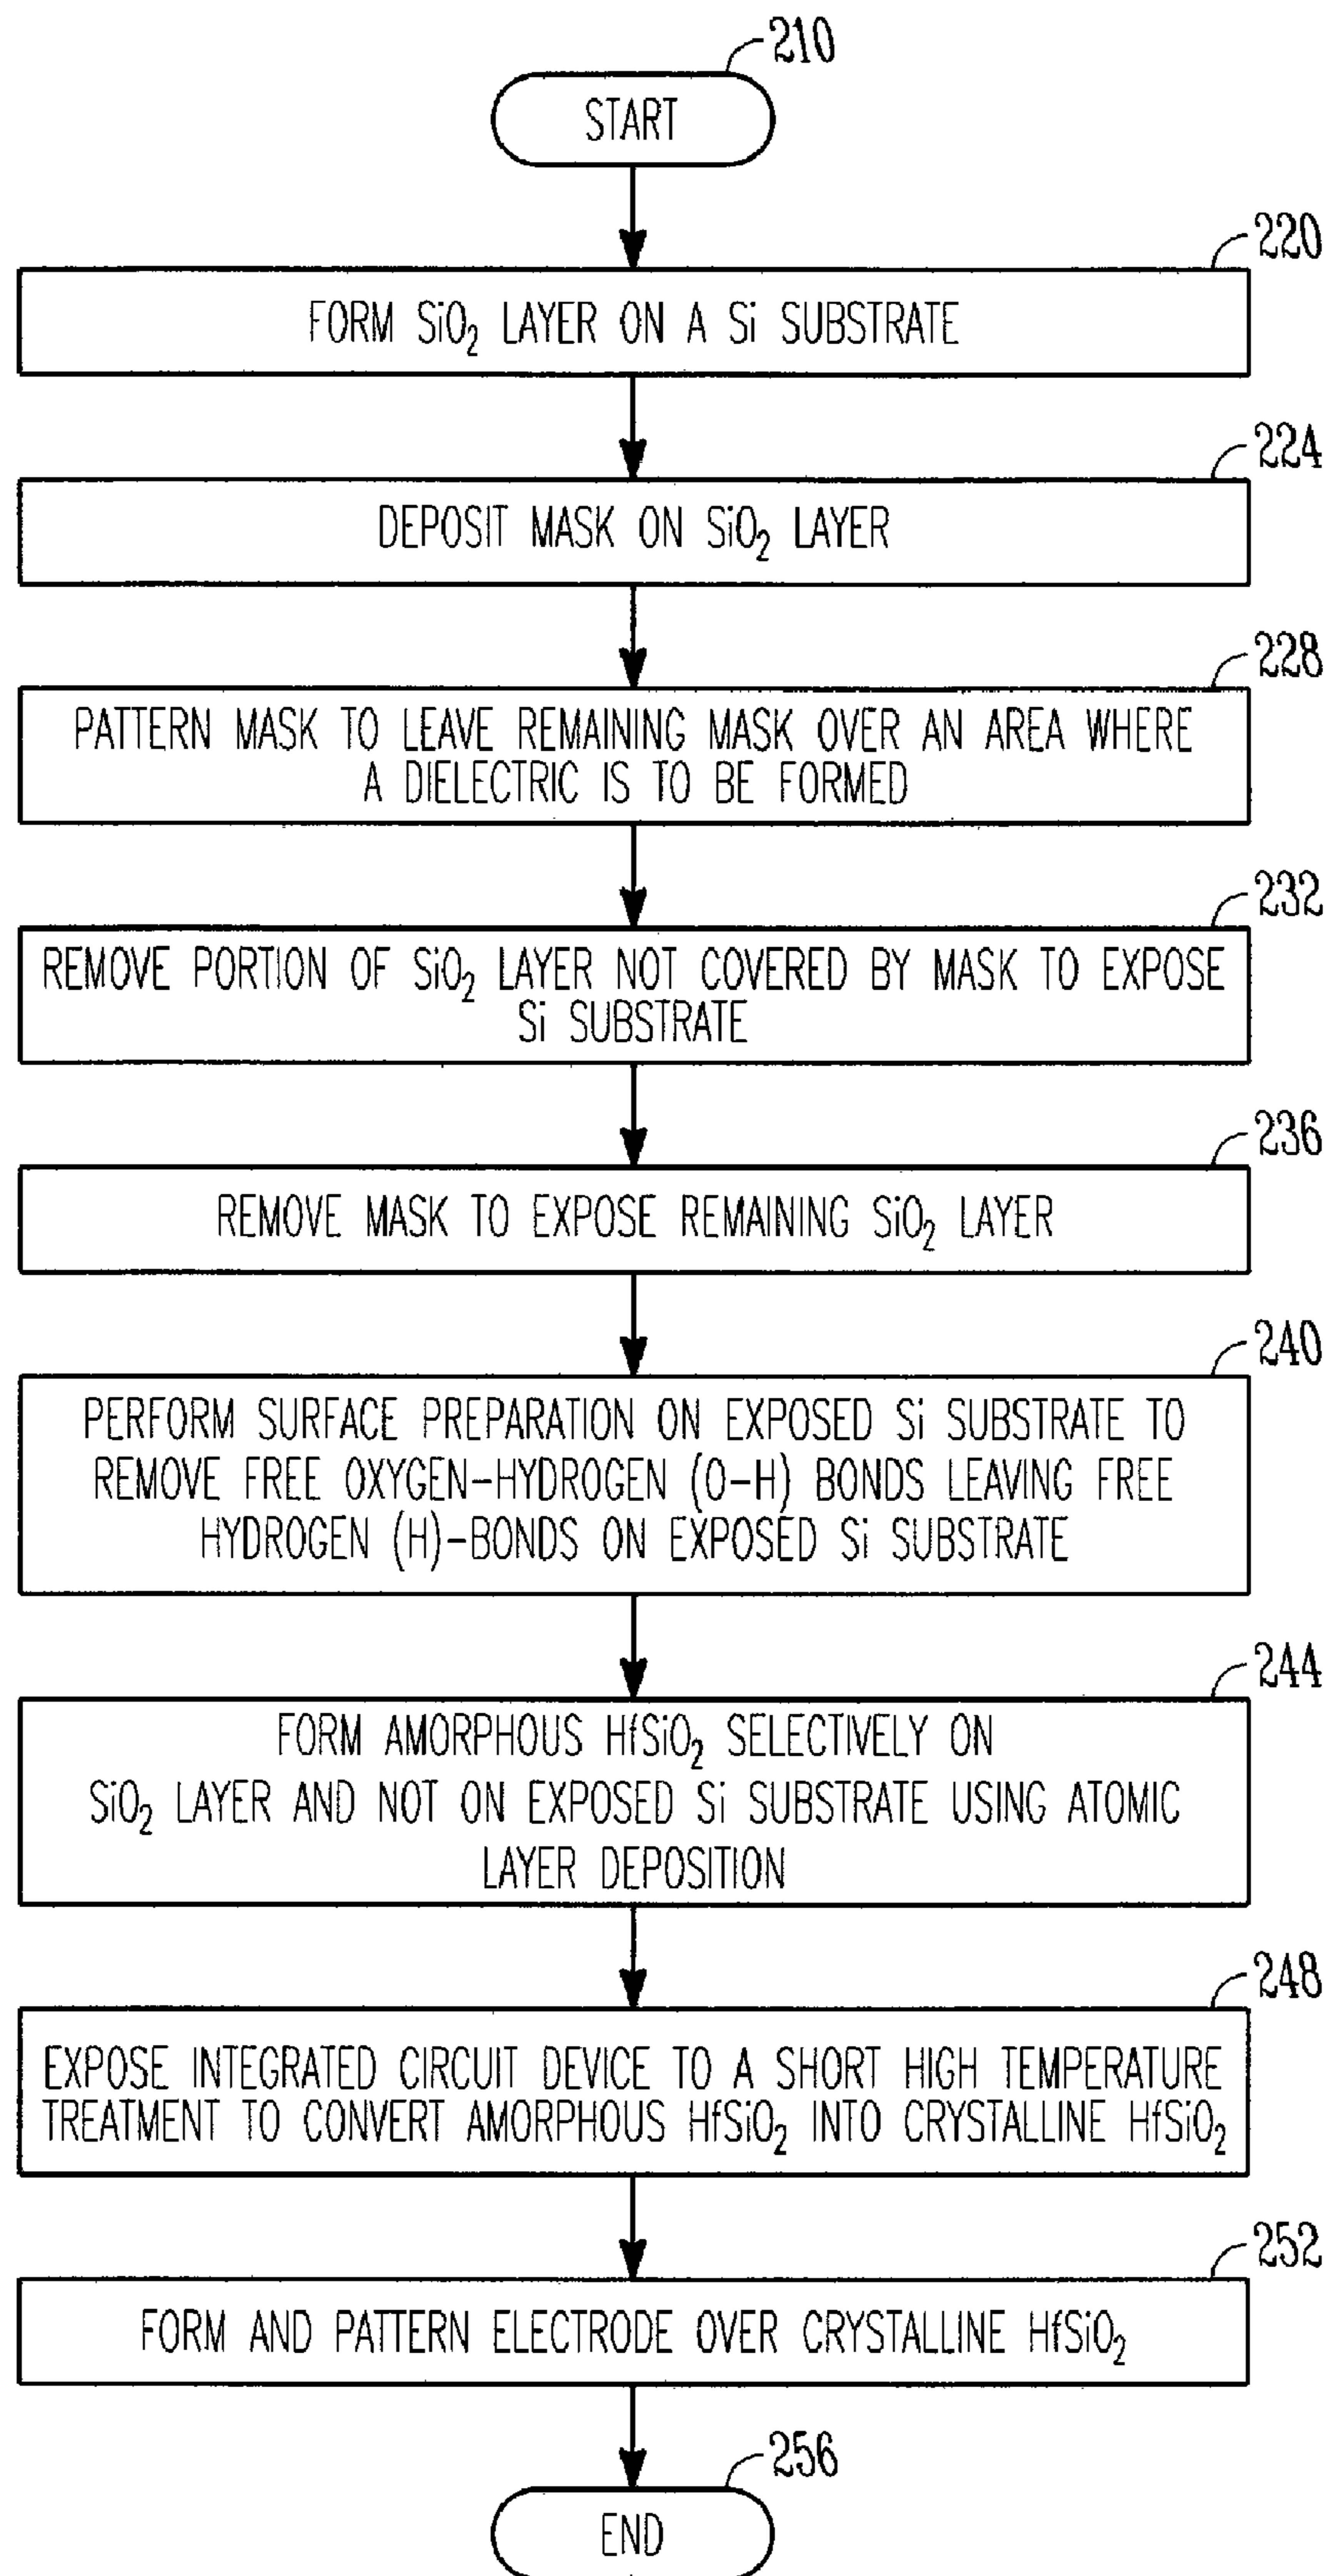 210
START
220
FORM SiO₂ LAYER ON A Si SUBSTRATE
224
DEPOSIT MASK ON SiO₂ LAYER
228
PATTERN MASK TO LEAVE REMAINING MASK OVER AN AREA WHERE
A DIELECTRIC IS TO BE FORMED
232
REMOVE PORTION OF SiO₂ LAYER NOT COVERED BY MASK TO EXPOSE
Si SUBSTRATE
236
REMOVE MASK TO EXPOSE REMAINING SiO₂ LAYER
240
PERFORM SURFACE PREPARATION ON EXPOSED Si SUBSTRATE TO
REMOVE FREE OXYGEN-HYDROGEN (O-H) BONDS LEAVING FREE
HYDROGEN (H)-BONDS ON EXPOSED Si SUBSTRATE
244
FORM AMORPHOUS HfSiO₂ SELECTIVELY ON
SiO₂ LAYER AND NOT ON EXPOSED Si SUBSTRATE USING ATOMIC
LAYER DEPOSITION
248
EXPOSE INTEGRATED CIRCUIT DEVICE TO A SHORT HIGH TEMPERATURE
TREATMENT TO CONVERT AMORPHOUS HfSiO₂ INTO CRYSTALLINE HfSiO₂
252
FORM AND PATTERN ELECTRODE OVER CRYSTALLINE HfSiO₂
256
END